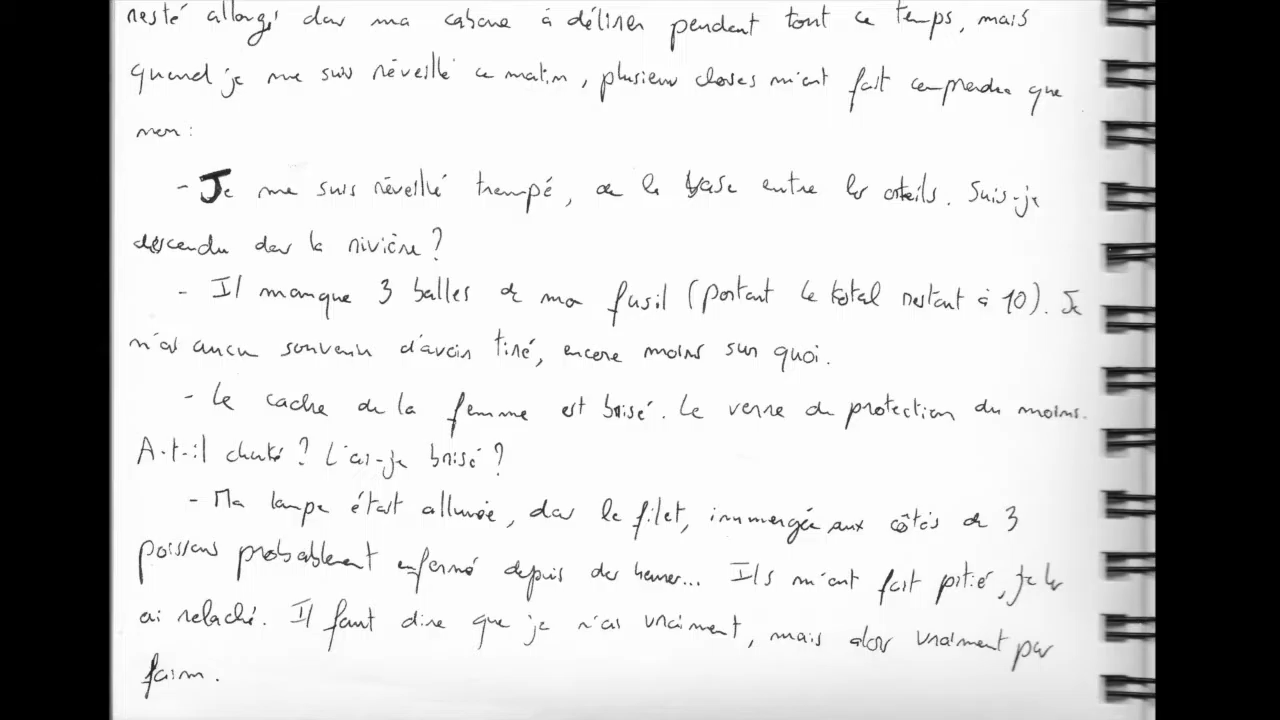 resté allongé dans ma cabane à délirer pendant tout ce temps, mais
quand je me suis réveillé ce matin, plusieurs choses m'ont fait comprendre que
non :
- Je me suis réveillé trempé, de la vase entre les orteils. Suis-je
descendu dans la rivière ?
- Il manque 3 balles de mon fusil (portant le total restant à 10). Je
n'ai aucun souvenir d'avoir tiré, encore moins sur quoi.
- Le cadre de la femme est brisé. Le verre de protection du moins.
A-t-il chuté ? L'ai-je brisé ?
- Ma lampe était allumée, dans le filet, immergée aux côtés de 3
poissons probablement enfermé depuis des heures... Ils m'ont fait pitié, je les
ai relaché. Il faut dire que je n'ai vraiment, mais alors vraiment pas
faim.